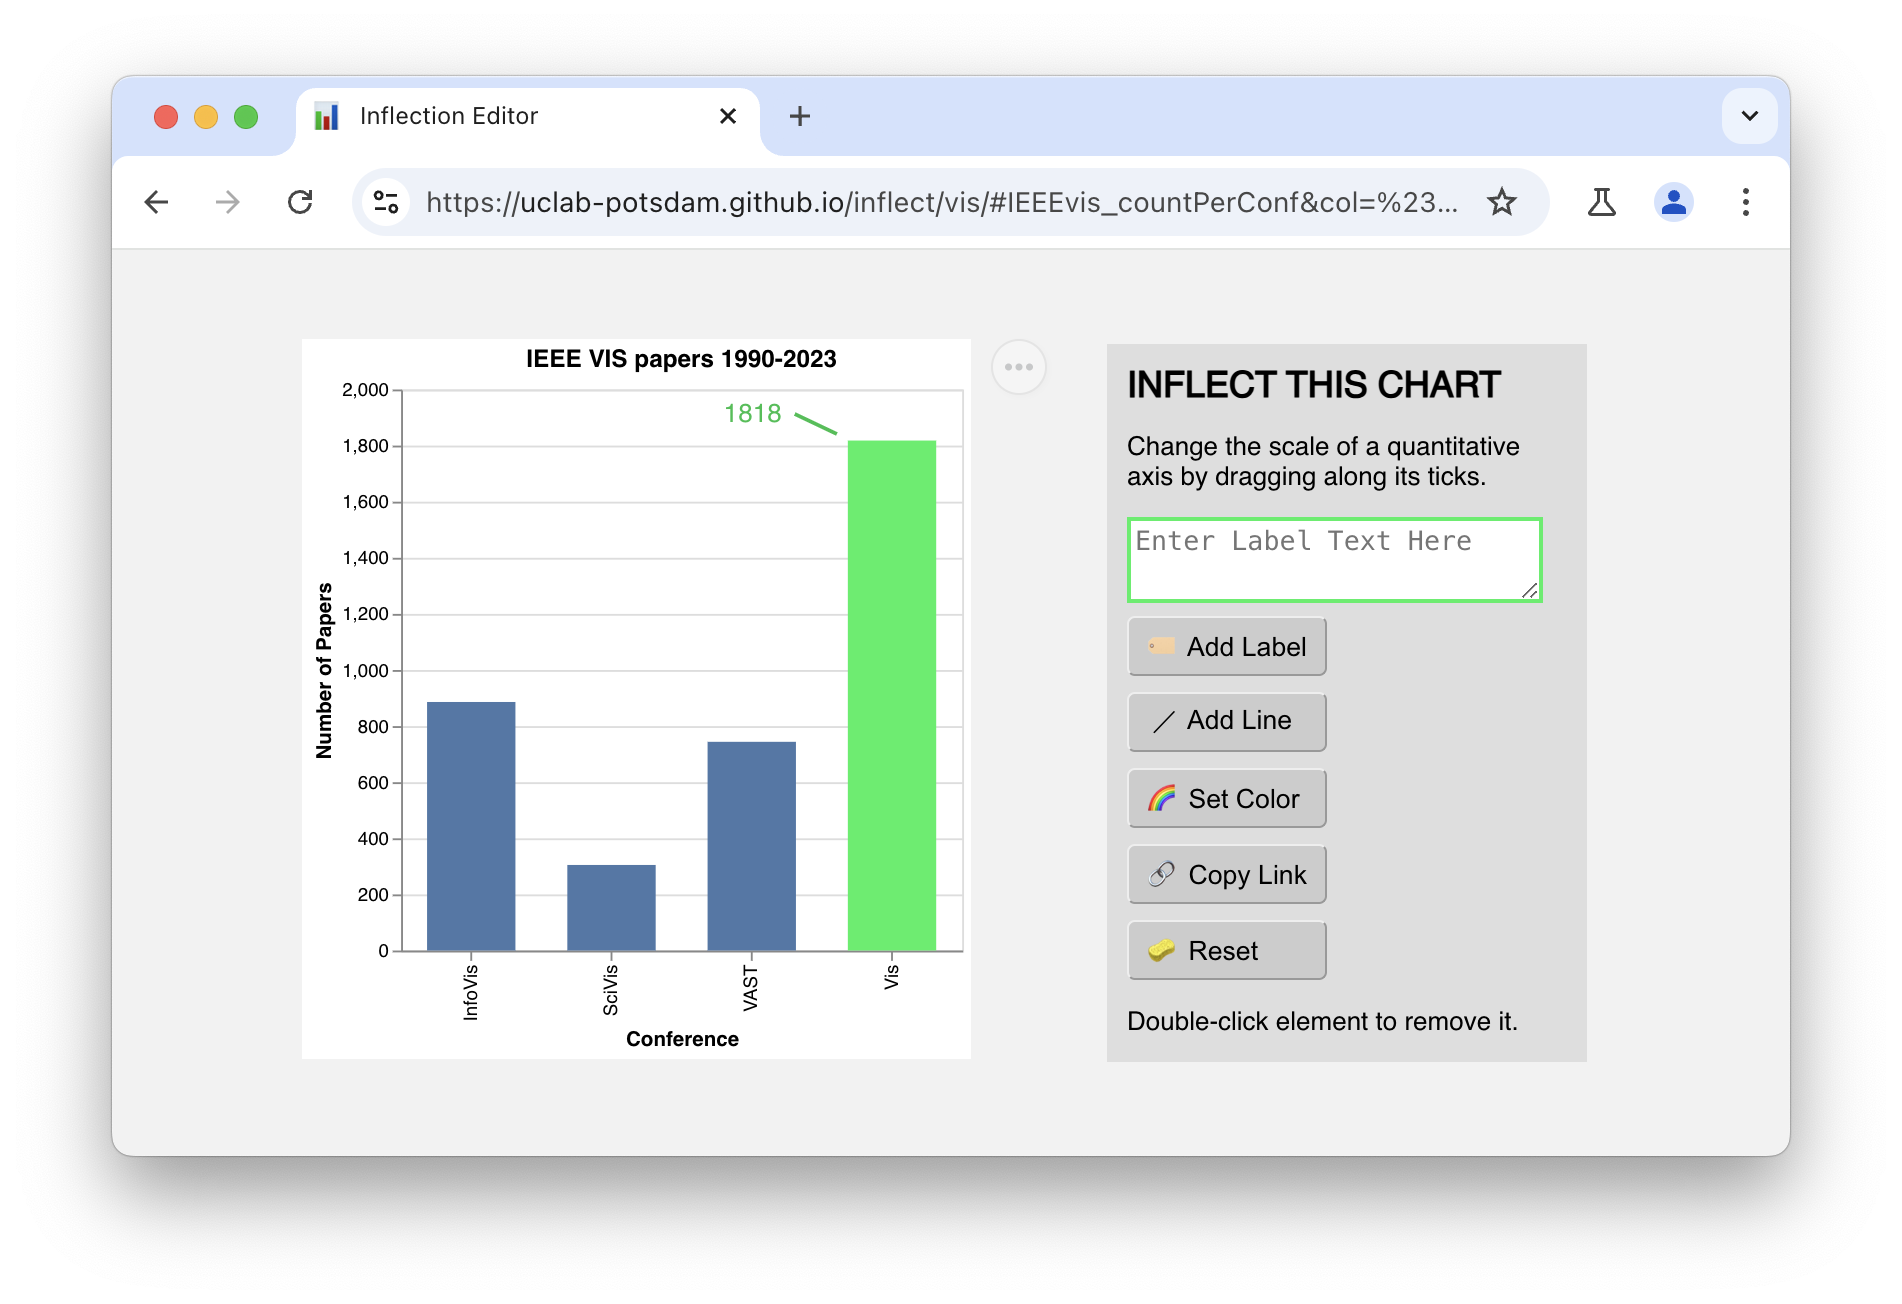 Inflection Editor
https://uclab-potsdam.github.io/inflect/vis/#IEEEvis_countPerConf&col=%23...
IEEE VIS papers 1990-2023
2,000
1,800
1,600
1,400
1,200
1,000
800
600
400
200
0
Number of Papers
1818
InfoVis
SciVis
VAST
Vis
Conference
INFLECT THIS CHART
Change the scale of a quantitative
axis by dragging along its ticks.
Enter Label Text Here
Add Label
Add Line
Set Color
Copy Link
Reset
Double-click element to remove it.